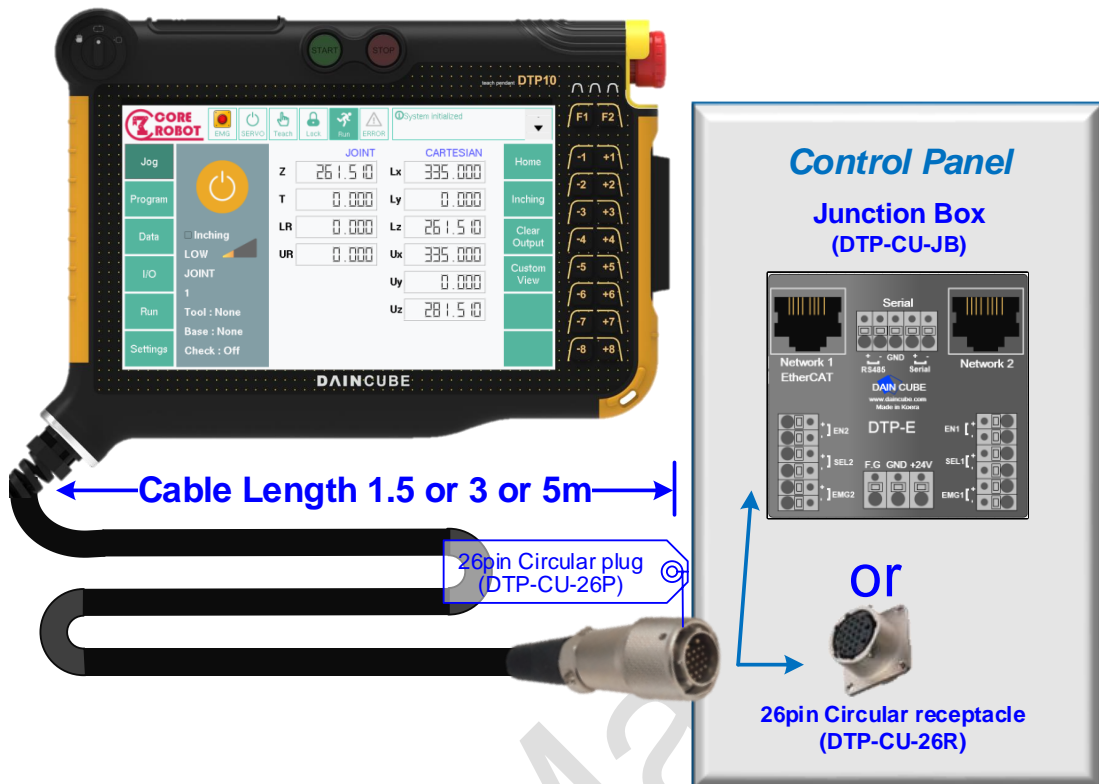 START
STOP
teach pendant DTP10
CORE
ROBOT
EMG
SERVO
Teach
Lock
Run
ERROR
System initialized
F1 F2
-1 +1
-2 +2
-3 +3
-4 +4
-5 +5
-6 +6
-7 +7
-8 +8
Jog
Program
Data
I/O
Run
Settings
Inching
LOW
JOINT
1
Tool : None
Base : None
Check : Off
JOINT
Z 261.510
T 0.000
LR 0.000
UR 0.000
CARTESIAN
Lx 335.000
Ly 0.000
Lz 261.510
Ux 335.000
Uy 0.000
Uz 281.510
Home
Inching
Clear
Output
Custom
View
DAINCUBE
Cable Length 1.5 or 3 or 5m
26pin Circular plug
(DTP-CU-26P)
Control Panel
Junction Box
(DTP-CU-JB)
Serial
Network 1
EtherCAT
+ - GND + -
RS485 Serial
Network 2
DAIN CUBE
www.daincube.com
Made in Korea
DTP-E
+
- EN2
+
- SEL2
+
- EMG2
F.G GND +24V
EN1 +
-
SEL1 +
-
EMG1 +
-
or
26pin Circular receptacle
(DTP-CU-26R)
Ma